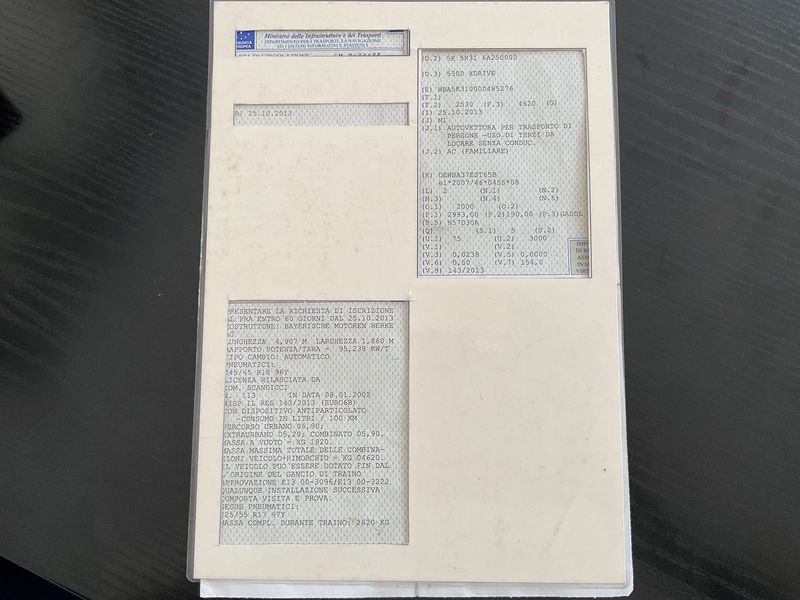 Ministero delle Infrastrutture e dei Trasporti
DIPARTIMENTO PER I TRASPORTI, LA NAVIGAZIONE
ED I SISTEMI INFORMATIVI E STATISTICI
B) 25.10.2013
(D.2) 5K 5K31 6A250000
(D.3) 530D XDRIVE
(E) WBA5K31000D485276
(F.1)
(F.2) 2530 (F.3) 4620 (G)
(I) 25.10.2013
(J) M1
(J.1) AUTOVETTURA PER TRASPORTO DI
PERSONE -USO DI TERZI DA
LOCARE SENZA CONDUC.
(J.2) AC (FAMILIARE)
(K) OEWBA37EST65B
e1*2007/46*0455*08
(L) 2 (N.1) (N.2)
(N.3) (N.4) (N.5)
(O.1) 2000 (O.2)
(P.1) 2993,00 (P.2)190,00 (P.3)GASOL
(P.5) N57D30A
(Q) (S.1) 5 (S.2)
(U.1) 75 (U.2) 3000
(V.1) (V.2)
(V.3) 0,0238 (V.5) 0,0000
(V.6) 0,50 (V.7) 154,0
(V.9) 143/2013
PRESENTARE LA RICHIESTA DI ISCRIZIONE
AL PRA ENTRO 60 GIORNI DAL 25.10.2013
COSTRUTTORE: BAYERISCHE MOTOREN WERKE
AG
LUNGHEZZA 4,907 M LARGHEZZA 1,860 M
RAPPORTO POTENZA/TARA = 95,238 KW/T
TIPO CAMBIO: AUTOMATICO
PNEUMATICI:
245/45 R18 96Y
LICENZA RILASCIATA DA
COM. SCANDICCI
N. 113 IN DATA 08.01.2002
RISP IL REG 143/2013 (EURO6B)
CON DISPOSITIVO ANTIPARTICOLATO
-CONSUMO IN LITRI / 100 KM
PERCORSO URBANO 06,90;
EXTRAURBANO 05,20; COMBINATO 05,90.
MASSA A VUOTO = KG 1920.
MASSA MASSIMA TOTALE DELLE COMBINA-
ZIONI VEICOLO+RIMORCHIO = KG 04620.
IL VEICOLO PUO' ESSERE DOTATO FIN DAL
L'ORIGINE DEL GANCIO DI TRAINO
APPROVAZIONE E13 00-3096;E13 00-3222
QUALUNQUE INSTALLAZIONE SUCCESSIVA
COMPORTA VISITA E PROVA.
SEGUE PNEUMATICI:
225/55 R17 97Y
MASSA COMPL. DURANTE TRAINO: 2620 KG